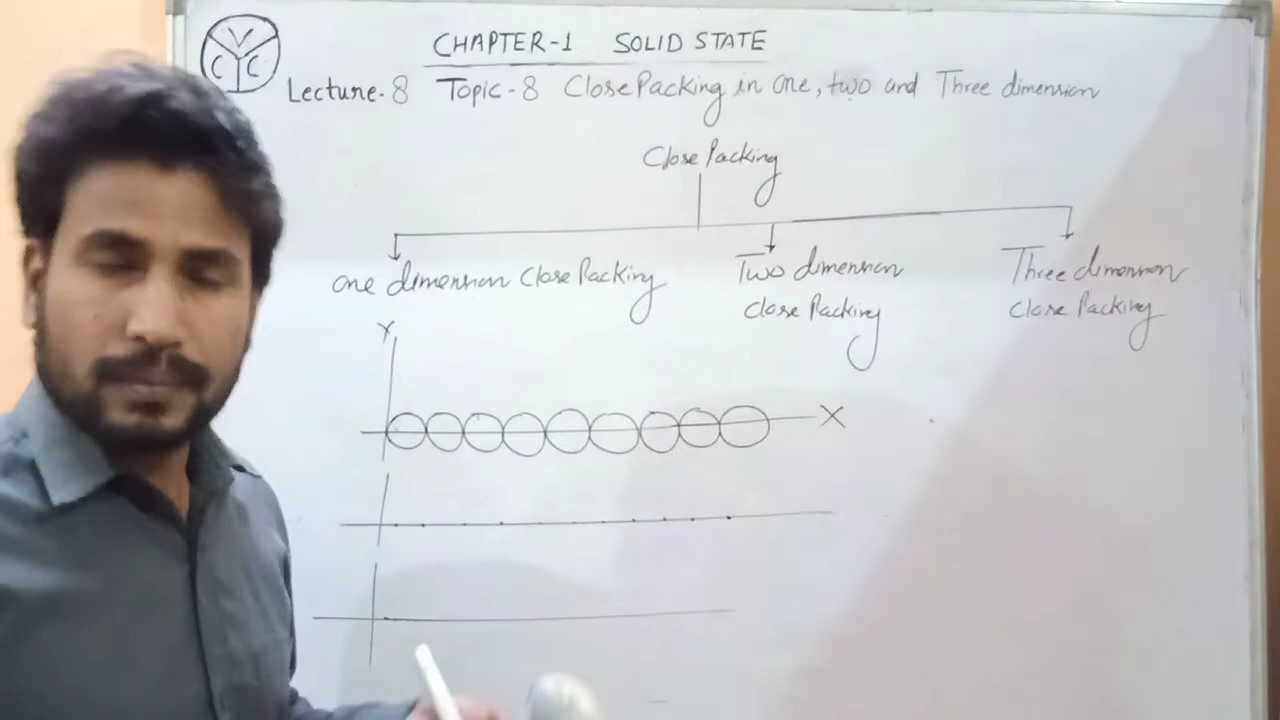 V
C C
CHAPTER-1 SOLID STATE
Lecture-8 Topic-8 Close Packing in one, two and Three dimension
Close Packing
one dimension Close Packing
Two dimension
close Packing
Three dimension
close Packing
Y
X